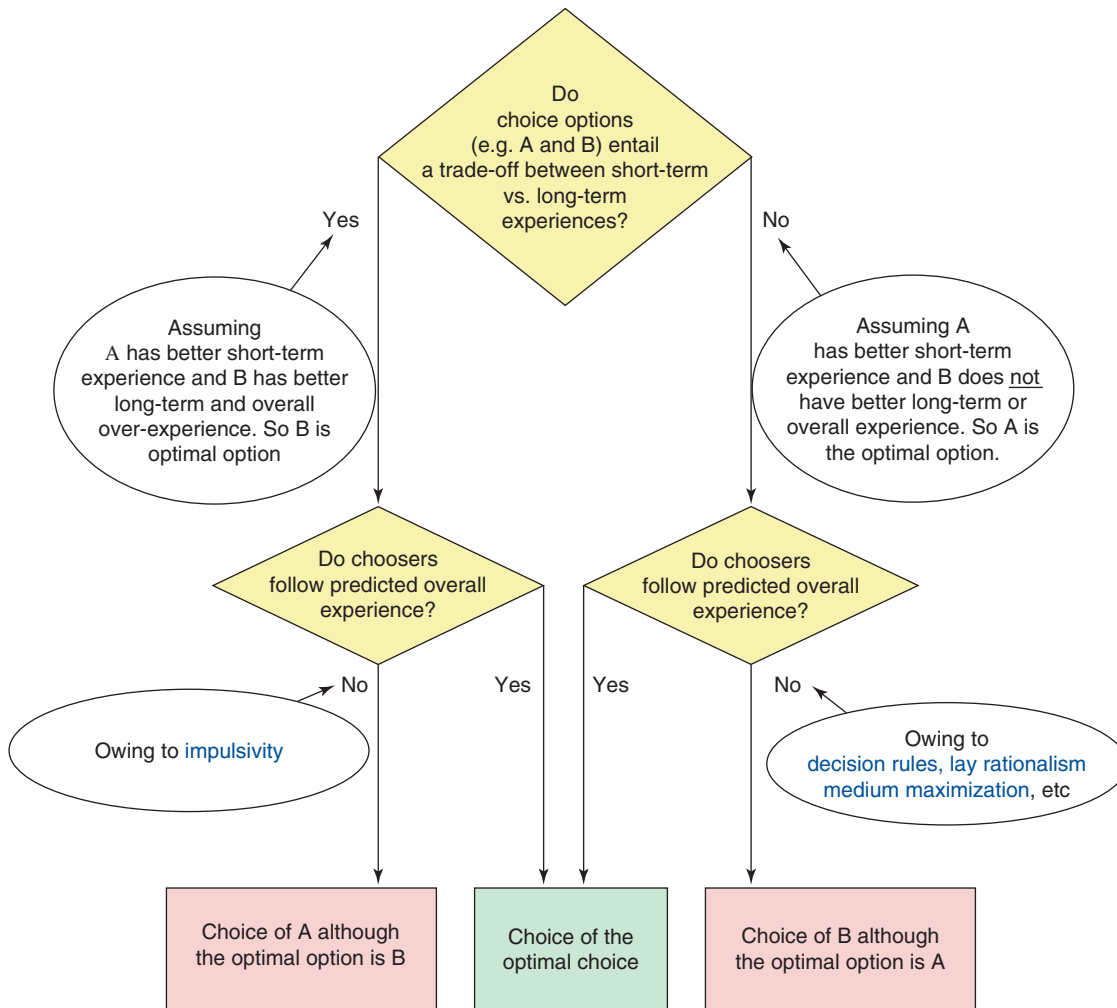 Do
choice options
(e.g. A and B) entail
a trade-off between short-term
vs. long-term
experiences?
Yes
No
Assuming
A has better short-term
experience and B has better
long-term and overall
over-experience. So B is
optimal option
Assuming A
has better short-term
experience and B does not
have better long-term or
overall experience. So A is
the optimal option.
Do choosers
follow predicted overall
experience?
Do choosers
follow predicted overall
experience?
No
Yes
Yes
No
Owing to impulsivity
Owing to
decision rules, lay rationalism
medium maximization, etc
Choice of A although
the optimal option is B
Choice of the
optimal choice
Choice of B although
the optimal option is A